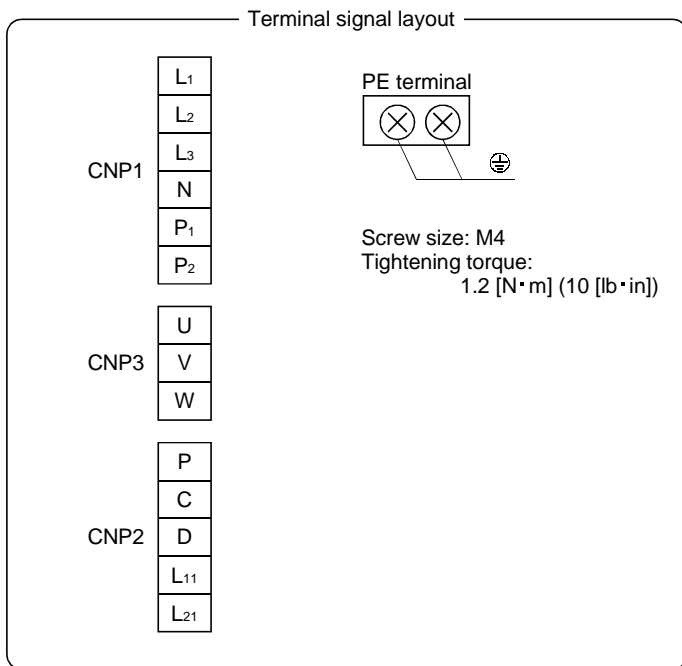 Terminal signal layout
CNP1
L1
L2
L3
N
P1
P2
PE terminal
Screw size: M4
Tightening torque:
1.2 [N·m] (10 [lb·in])
CNP3
U
V
W
CNP2
P
C
D
L11
L21